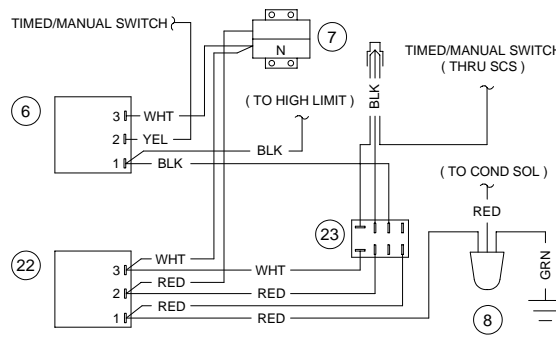 TIMED/MANUAL SWITCH
7
N
TIMED/MANUAL SWITCH
( THRU SCS )
6
3 WHT
2 YEL
1 BLK
BLK
( TO HIGH LIMIT )
BLK
( TO COND SOL )
RED
23
22
WHT
3 WHT
RED
2 RED
RED
1 RED
8
GRN